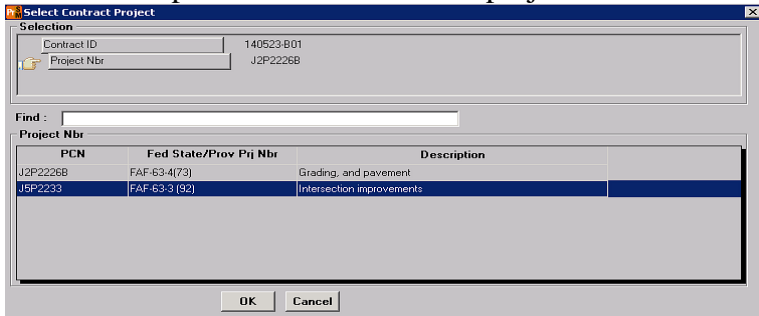 Select Contract Project
Selection
Contract ID 140523-B01
Project Nbr J2P2226B
Find :
Project Nbr
PCN Fed State/Prov Prj Nbr Description
J2P2226B FAF-63-4(73) Grading, and pavement
J5P2233 FAF-63-3 (92) Intersection improvements
OK Cancel